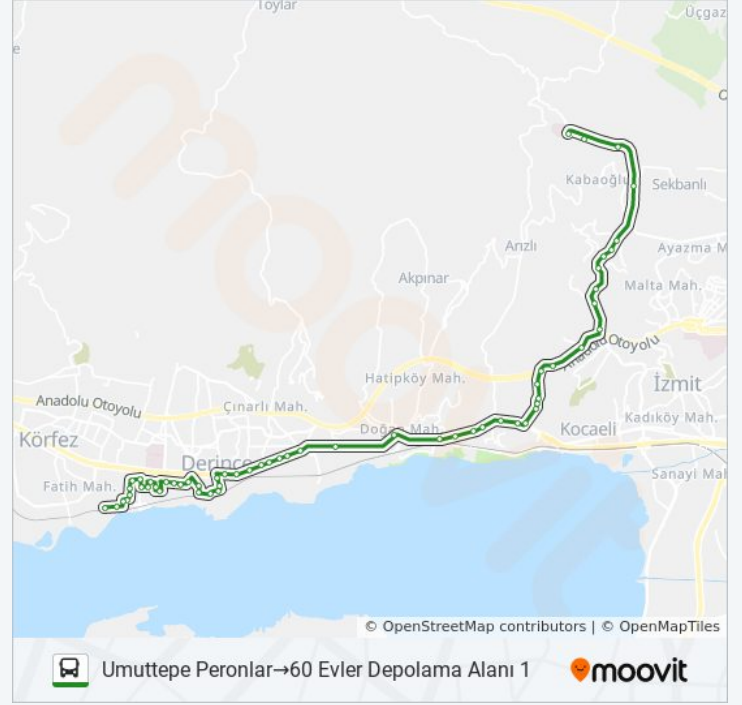 Toylar
Üçgaz
e
O
Kabaoğlu
Sekbanlı
Arızlı
Ayazma M
Akpınar
Malta Mah.
Anadolu Otoyolu
Hatipköy Mah.
İzmit
Anadolu Otoyolu
Çınarlı Mah.
Kadıköy Mah.
Doğan Mah.
Kocaeli
Körfez
Derince
Sanayi Mah
Fatih Mah.
moovit
© OpenStreetMap contributors | © OpenMapTiles
Umuttepe Peronlar→60 Evler Depolama Alanı 1
moovit